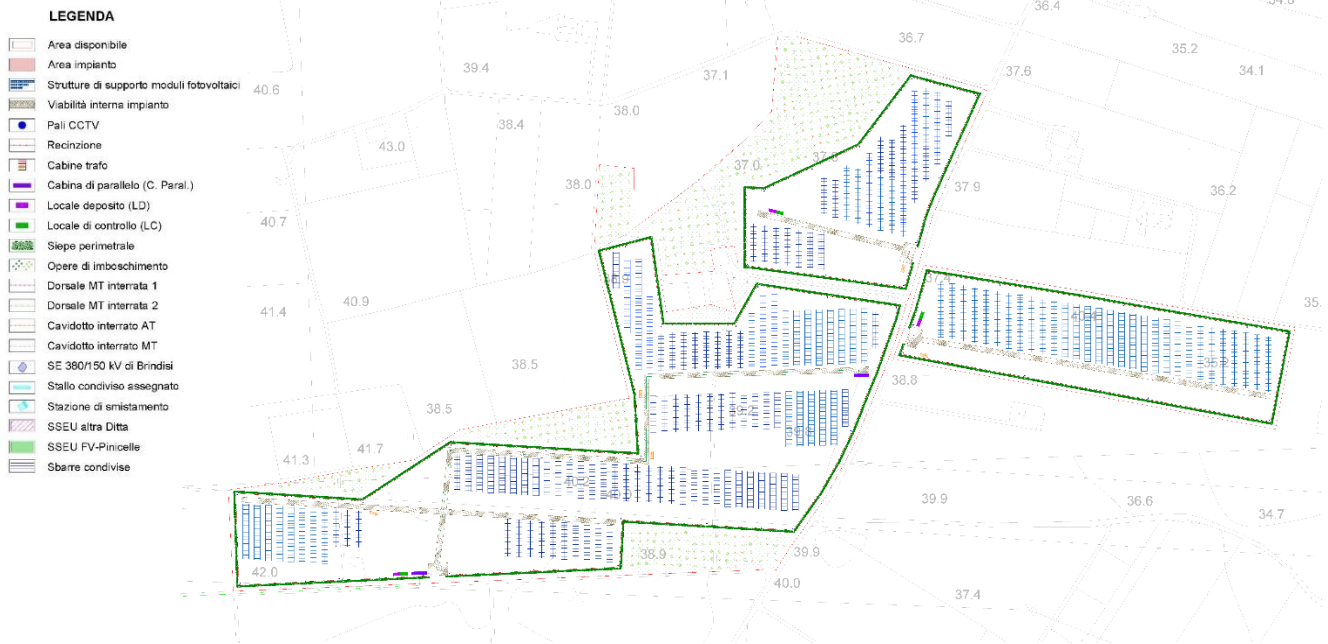 LEGENDA
Area disponibile
Area impianto
Strutture di supporto moduli fotovoltaici
Viabilità interna impianto
Pali CCTV
Recinzione
Cabine trafo
Cabina di parallelo (C. Paral.)
Locale deposito (LD)
Locale di controllo (LC)
Siepe perimetrale
Opere di imboschimento
Dorsale MT interrata 1
Dorsale MT interrata 2
Cavidotto interrato AT
Cavidotto interrato MT
SE 380/150 kV di Brindisi
Stallo condiviso assegnato
Stazione di smistamento
SSEU altra Ditta
SSEU FV-Pinicelle
Sbarre condivise
36.4
36.7
35.2
39.4
37.1
37.6
34.1
40.6
38.0
38.4
43.0
37.0
38.0
37.9
36.2
40.7
40.9
41.4
38.5
38.8
39.2
38.5
41.7
41.3
40.2
39.9
36.6
34.7
38.9
39.9
42.0
40.0
37.4